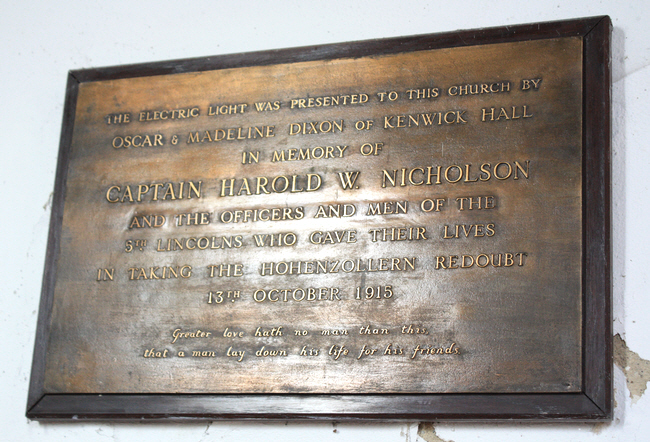 THE ELECTRIC LIGHT WAS PRESENTED TO THIS CHURCH BY
OSCAR & MADELINE DIXON OF KENWICK HALL
IN MEMORY OF
CAPTAIN HAROLD W. NICHOLSON
AND THE OFFICERS AND MEN OF THE
5TH LINCOLNS WHO GAVE THEIR LIVES
IN TAKING THE HOHENZOLLERN REDOUBT
13TH OCTOBER 1915
Greater love hath no man than this,
that a man lay down his life for his friends